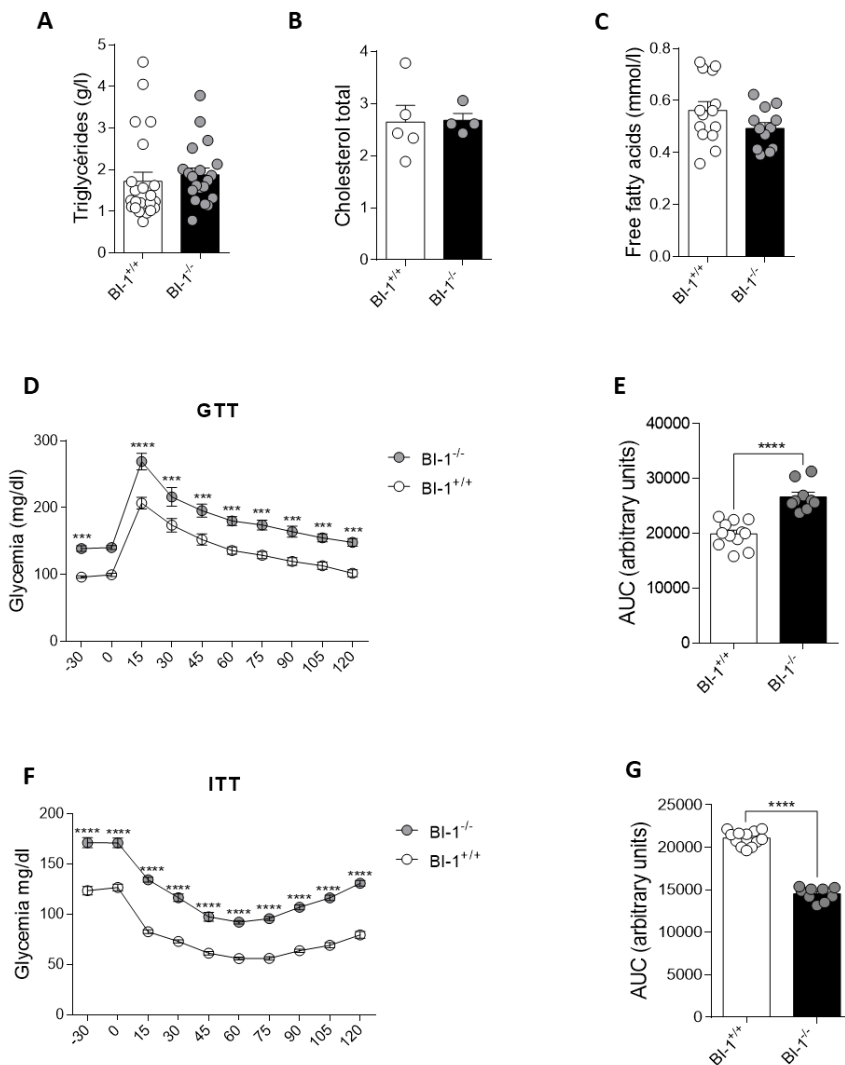 A
Triglycérides (g/l)
5
4
3
2
1
0
BI-1+/+
BI-1-/-
B
Cholesterol total
4
3
2
1
0
BI-1+/+
BI-1-/-
C
Free fatty acids (mmol/l)
0.8
0.6
0.4
0.2
0.0
BI-1+/+
BI-1-/-
D
GTT
Glycemia (mg/dl)
300
200
100
0
*** **** *** *** *** *** *** *** ***
-30 0 15 30 45 60 75 90 105 120
BI-1-/-
BI-1+/+
E
AUC (arbitrary units)
40000
30000
20000
10000
0
****
BI-1+/+
BI-1-/-
F
ITT
Glycemia mg/dl
200
150
100
50
0
**** **** **** **** **** **** **** **** **** ****
-30 0 15 30 45 60 75 90 105 120
BI-1-/-
BI-1+/+
G
AUC (arbitrary units)
25000
20000
15000
10000
5000
0
****
BI-1+/+
BI-1-/-